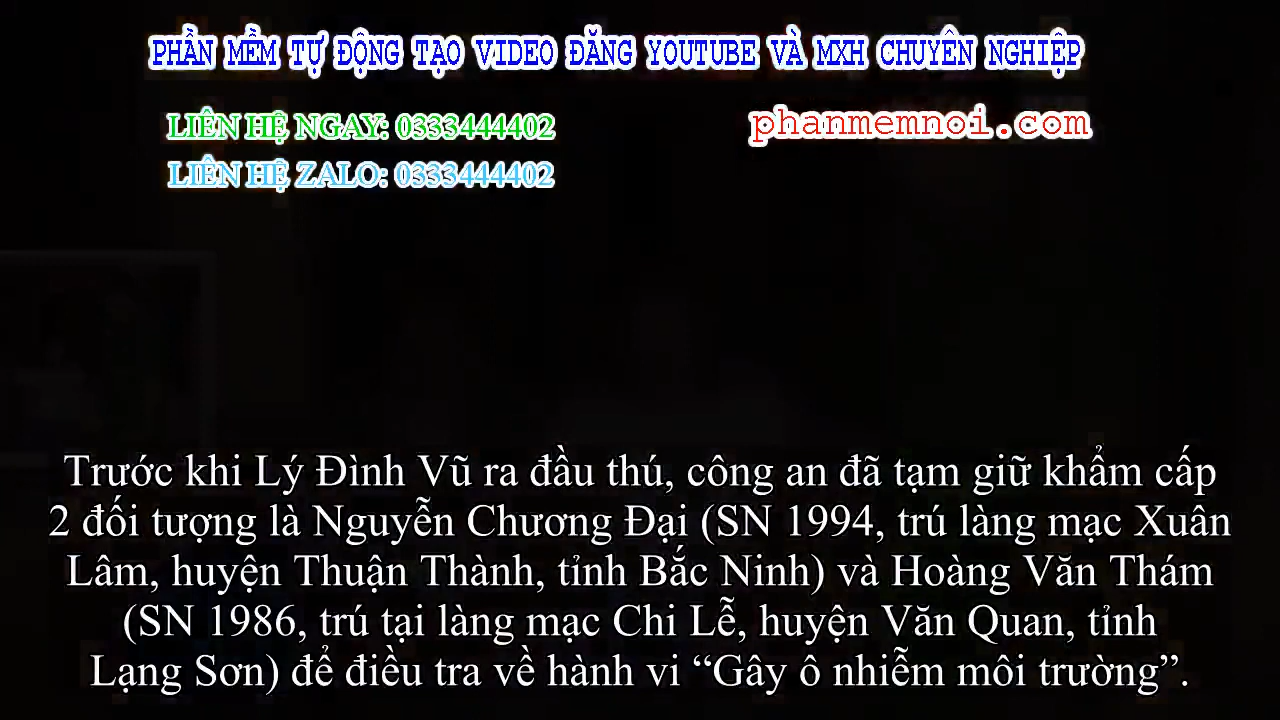 PHẦN MỀM TỰ ĐỘNG TẠO VIDEO ĐĂNG YOUTUBE VÀ MXH CHUYÊN NGHIỆP
LIÊN HỆ NGAY: 0333444402
phanmemnoi.com
LIÊN HỆ ZALO: 0333444402
Trước khi Lý Đình Vũ ra đầu thú, công an đã tạm giữ khẩm cấp
2 đối tượng là Nguyễn Chương Đại (SN 1994, trú làng mạc Xuân
Lâm, huyện Thuận Thành, tỉnh Bắc Ninh) và Hoàng Văn Thám
(SN 1986, trú tại làng mạc Chi Lễ, huyện Văn Quan, tỉnh
Lạng Sơn) để điều tra về hành vi “Gây ô nhiễm môi trường”.